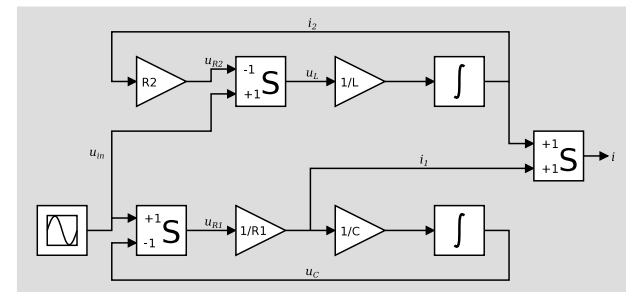 i2
R2
uR2
-1
+1
S
uL
1/L
∫
uin
+1
+1
S
i
i1
+1
-1
S
uR1
1/R1
1/C
∫
uC